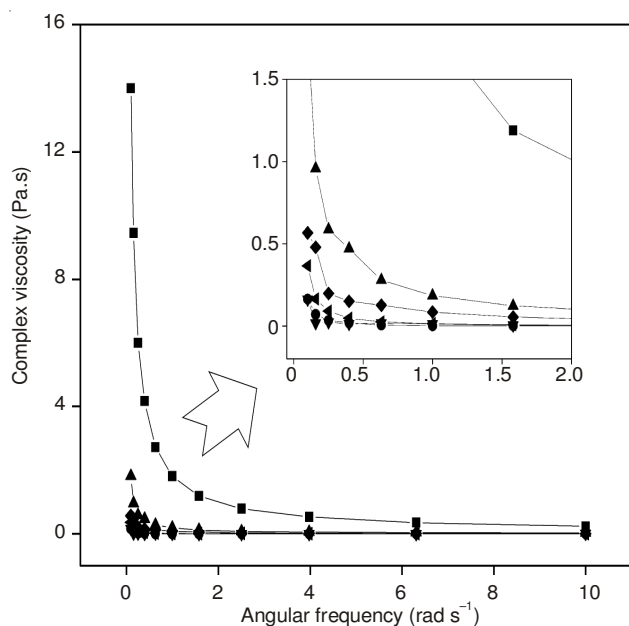 16
12
8
4
0
Complex viscosity (Pa.s)
1.5
1.0
0.5
0
0 0.5 1.0 1.5 2.0
0 2 4 6 8 10
Angular frequency (rad s⁻¹)